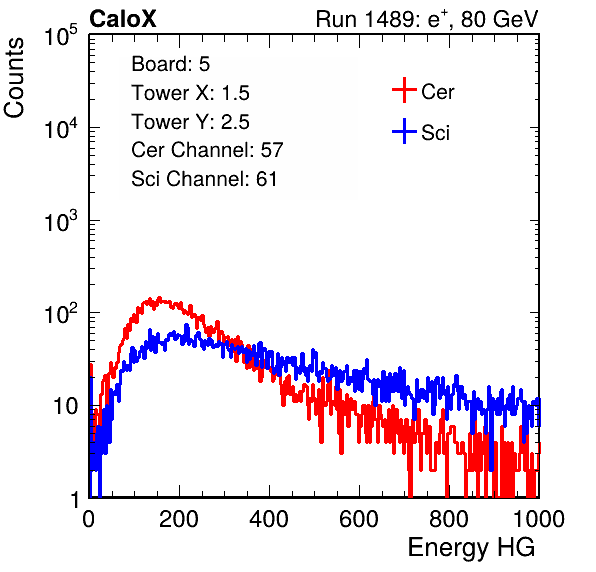 CaloX Run 1489: e+, 80 GeV
Counts
Board: 5
Tower X: 1.5
Tower Y: 2.5
Cer Channel: 57
Sci Channel: 61
Cer
Sci
10^5
10^4
10^3
10^2
10
1
0 200 400 600 800 1000
Energy HG